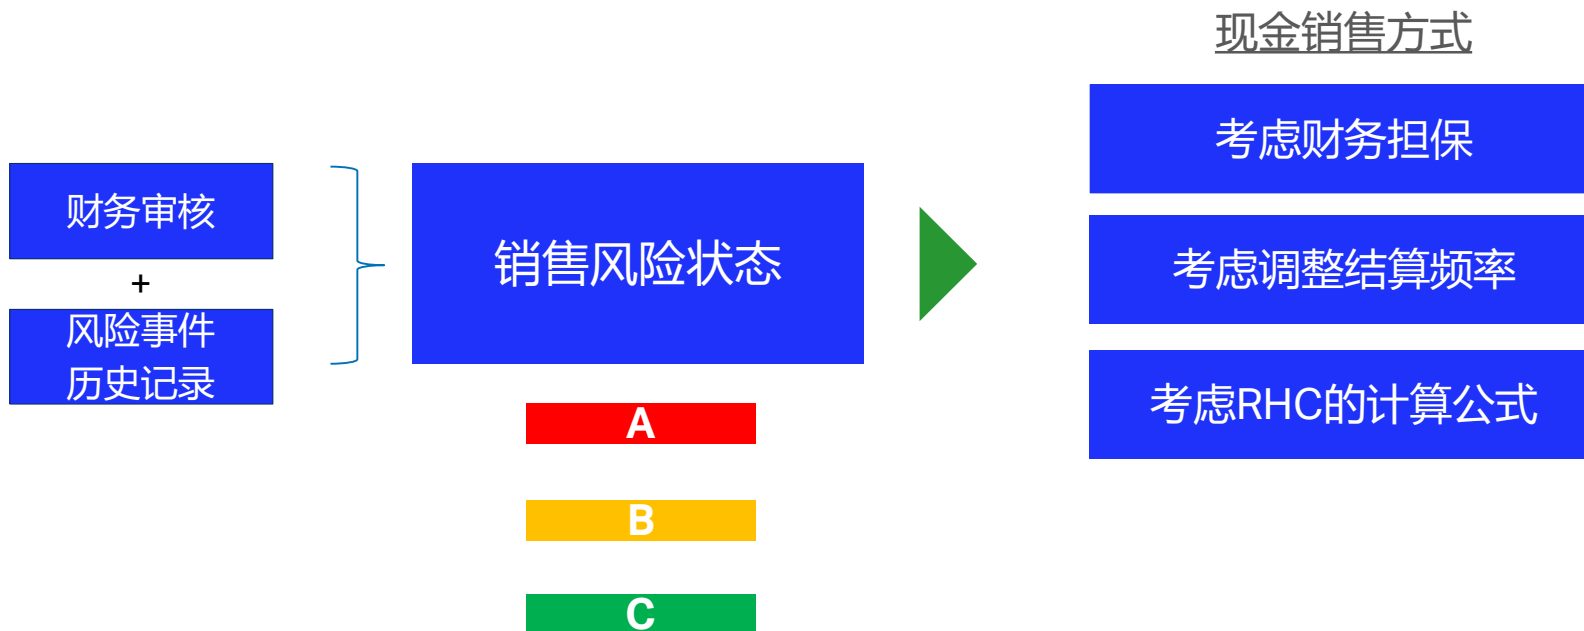 现金销售方式
财务审核
+
风险事件
历史记录
销售风险状态
A
B
C
考虑财务担保
考虑调整结算频率
考虑RHC的计算公式